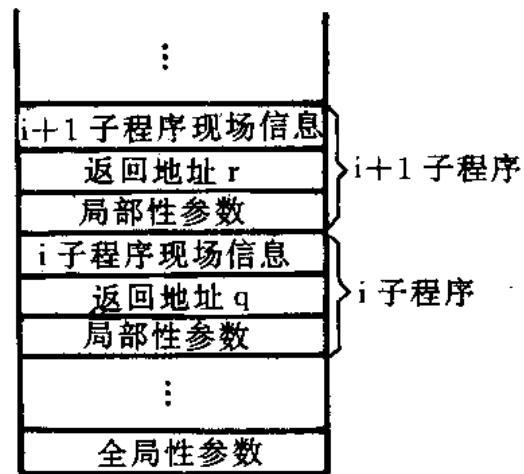 ⋮
i+1 子程序现场信息
返回地址 r
i+1 子程序
局部性参数
i 子程序现场信息
返回地址 q
i 子程序
局部性参数
⋮
全局性参数